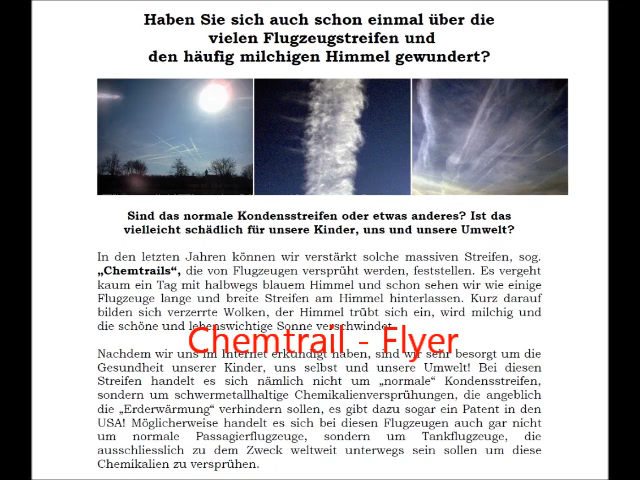 Haben Sie sich auch schon einmal über die
vielen Flugzeugstreifen und
den häufig milchigen Himmel gewundert?
Sind das normale Kondensstreifen oder etwas anderes? Ist das
vielleicht schädlich für unsere Kinder, uns und unsere Umwelt?
In den letzten Jahren können wir verstärkt solche massiven Streifen, sog.
„Chemtrails“, die von Flugzeugen versprüht werden, feststellen. Es vergeht
kaum ein Tag mit halbwegs blauem Himmel und schon sehen wir wie einige
Flugzeuge lange und breite Streifen am Himmel hinterlassen. Kurz darauf
bilden sich verzerrte Wolken, der Himmel trübt sich ein, wird milchig und
die schöne und lebenswichtige Sonne verschwindet.
Chemtrail - Flyer
Nachdem wir uns im Internet erkundigt haben, sind wir sehr besorgt um die
Gesundheit unserer Kinder, uns selbst und unsere Umwelt! Bei diesen
Streifen handelt es sich nämlich nicht um „normale“ Kondensstreifen,
sondern um schwermetallhaltige Chemikalienversprühungen, die angeblich
die „Erderwärmung“ verhindern sollen, es gibt dazu sogar ein Patent in den
USA! Möglicherweise handelt es sich bei diesen Flugzeugen auch gar nicht
um normale Passagierflugzeuge, sondern um Tankflugzeuge, die
ausschliesslich zu dem Zweck weltweit unterwegs sein sollen um diese
Chemikalien zu versprühen.